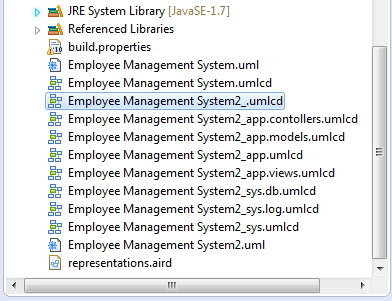 JRE System Library [JavaSE-1.7]
Referenced Libraries
build.properties
Employee Management System.uml
Employee Management System.umlcd
Employee Management System2_.umlcd
Employee Management System2_app.contollers.umlcd
Employee Management System2_app.models.umlcd
Employee Management System2_app.umlcd
Employee Management System2_app.views.umlcd
Employee Management System2_sys.db.umlcd
Employee Management System2_sys.log.umlcd
Employee Management System2_sys.umlcd
Employee Management System2.uml
representations.aird